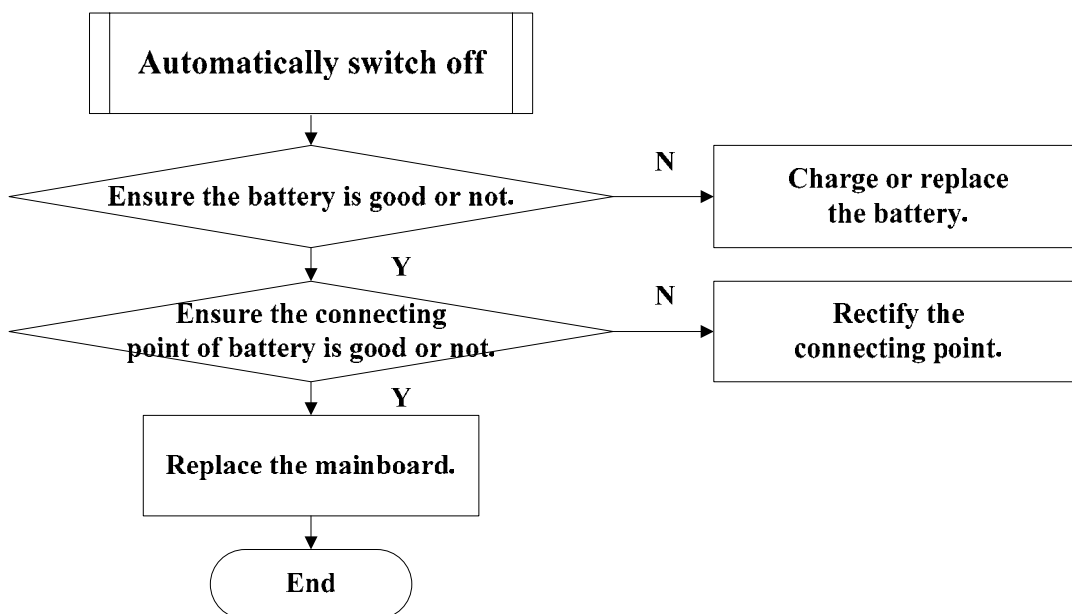 Automatically switch off
Ensure the battery is good or not.
N
Charge or replace
the battery.
Y
Ensure the connecting
point of battery is good or not.
N
Rectify the
connecting point.
Y
Replace the mainboard.
End